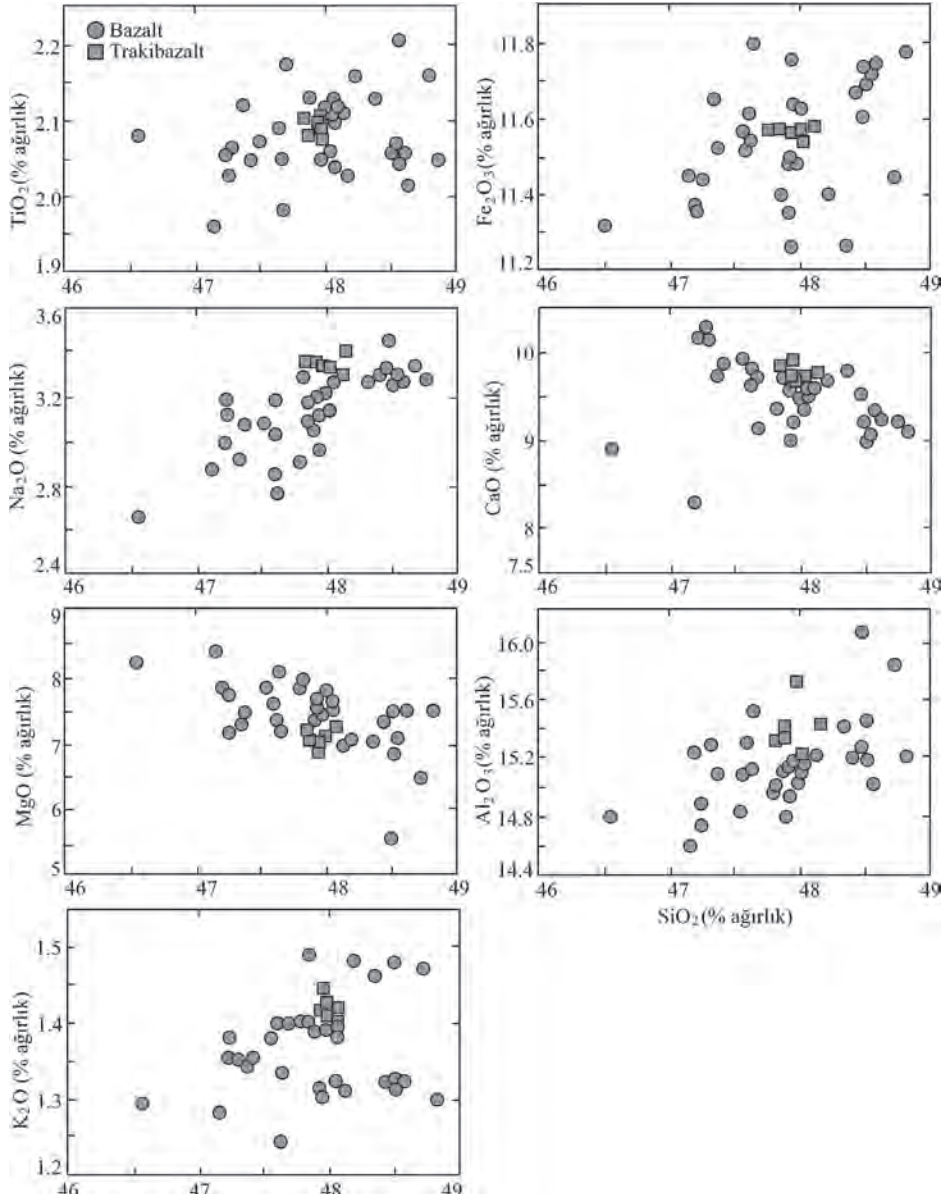 Bazalt
Trakibazalt
TiO₂ (% ağırlık)
2.2
2.1
2.0
1.9
46 47 48 49
Fe₂O₃ (% ağırlık)
11.8
11.6
11.4
11.2
46 47 48 49
Na₂O (% ağırlık)
3.6
3.2
2.8
2.4
46 47 48 49
CaO (% ağırlık)
10
9
8
7.5
46 47 48 49
MgO (% ağırlık)
9
8
7
6
5
46 47 48 49
Al₂O₃ (% ağırlık)
16.0
15.6
15.2
14.8
14.4
46 47 48 49
SiO₂ (% ağırlık)
K₂O (% ağırlık)
1.5
1.4
1.3
1.2
46 47 48 49